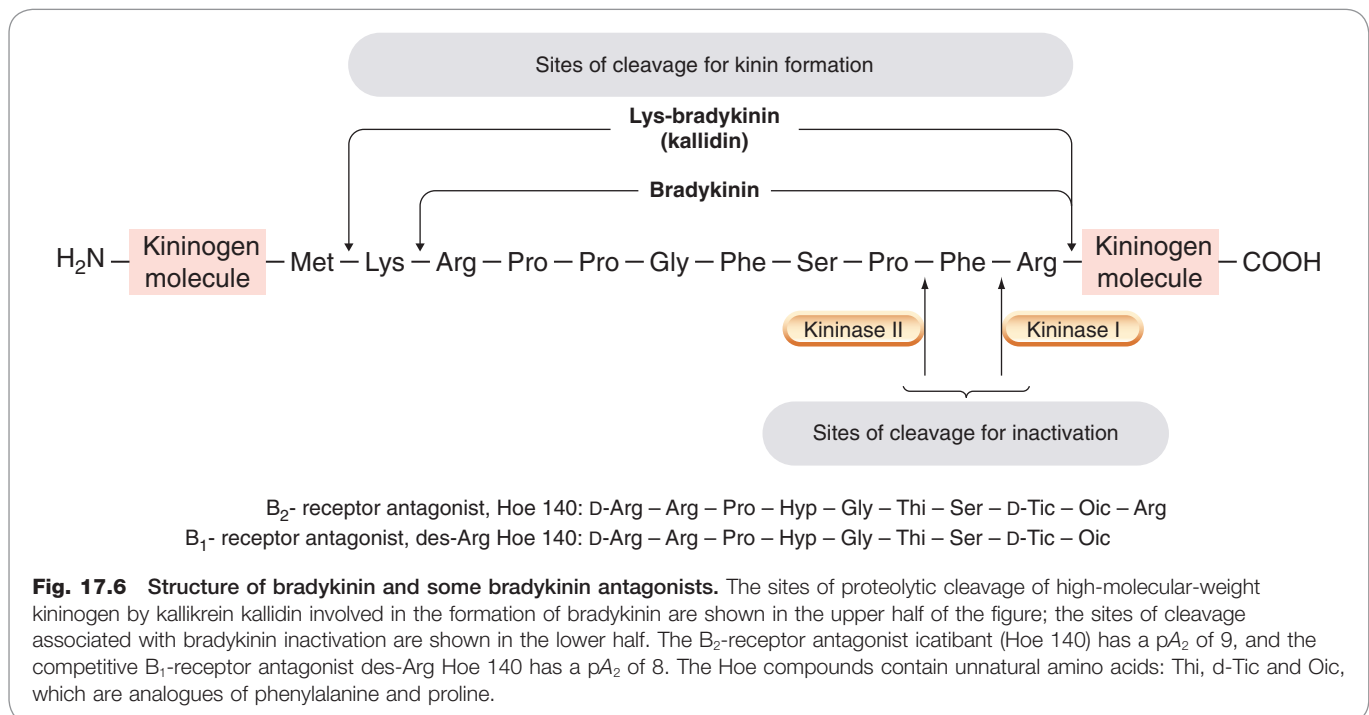 Sites of cleavage for kinin formation
Lys-bradykinin
(kallidin)
Bradykinin
H₂N – Kininogen molecule – Met – Lys – Arg – Pro – Pro – Gly – Phe – Ser – Pro – Phe – Arg – Kininogen molecule – COOH
Kininase II Kininase I
Sites of cleavage for inactivation
B₂- receptor antagonist, Hoe 140: D-Arg – Arg – Pro – Hyp – Gly – Thi – Ser – D-Tic – Oic – Arg
B₁- receptor antagonist, des-Arg Hoe 140: D-Arg – Arg – Pro – Hyp – Gly – Thi – Ser – D-Tic – Oic
Fig. 17.6 Structure of bradykinin and some bradykinin antagonists. The sites of proteolytic cleavage of high-molecular-weight
kininogen by kallikrein kallidin involved in the formation of bradykinin are shown in the upper half of the figure; the sites of cleavage
associated with bradykinin inactivation are shown in the lower half. The B₂-receptor antagonist icatibant (Hoe 140) has a pA₂ of 9, and the
competitive B₁-receptor antagonist des-Arg Hoe 140 has a pA₂ of 8. The Hoe compounds contain unnatural amino acids: Thi, d-Tic and Oic,
which are analogues of phenylalanine and proline.